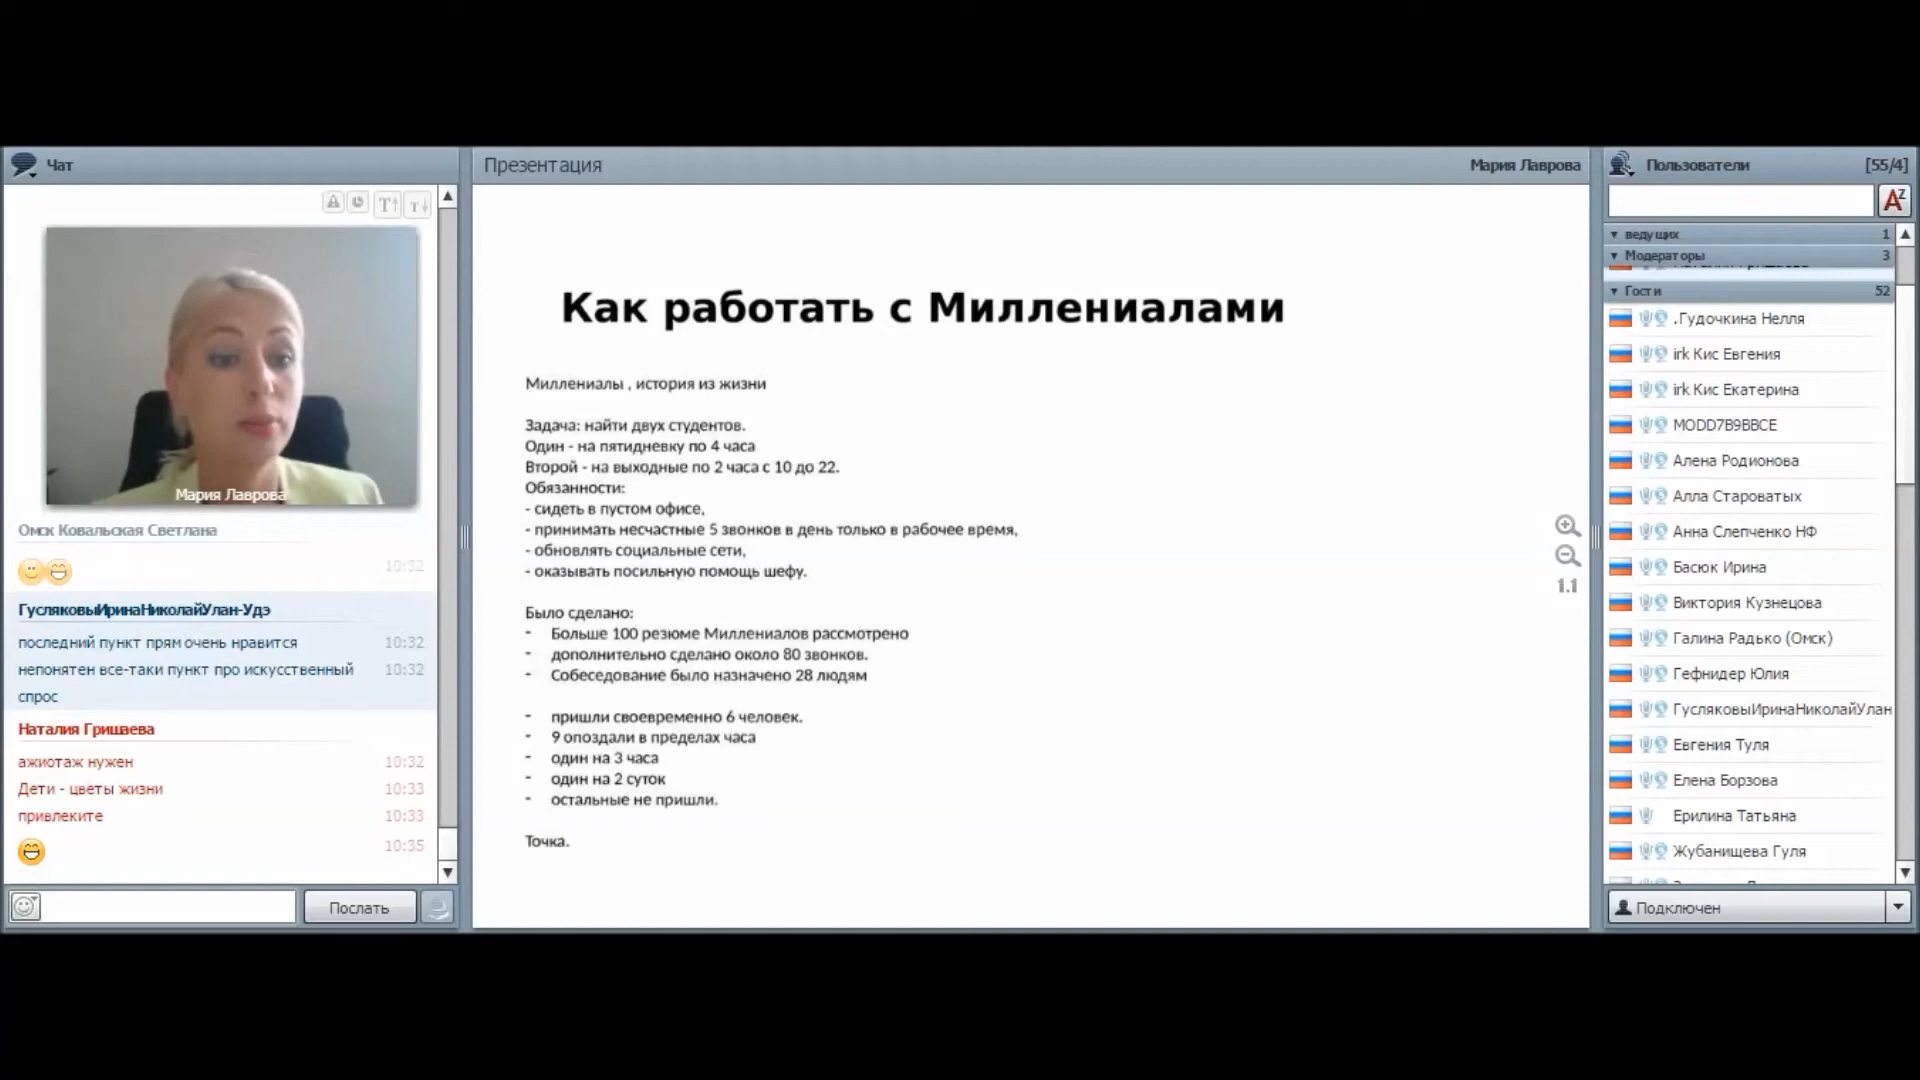 Чат
Мария Лаврова
Омск Ковальская Светлана
10:32
ГусляковыИринаНиколайУлан-Удэ
последний пункт прям очень нравится 10:32
непонятен все-таки пункт про искусственный 10:32
спрос
Наталия Гришаева
ажиотаж нужен 10:32
Дети - цветы жизни 10:33
привлеките 10:33
10:35
Послать
Презентация Мария Лаврова
Как работать с Миллениалами
Миллениалы , история из жизни
Задача: найти двух студентов.
Один - на пятидневку по 4 часа
Второй - на выходные по 2 часа с 10 до 22.
Обязанности:
- сидеть в пустом офисе,
- принимать несчастные 5 звонков в день только в рабочее время,
- обновлять социальные сети,
- оказывать посильную помощь шефу.
Было сделано:
- Больше 100 резюме Миллениалов рассмотрено
- дополнительно сделано около 80 звонков.
- Собеседование было назначено 28 людям
- пришли своевременно 6 человек.
- 9 опоздали в пределах часа
- один на 3 часа
- один на 2 суток
- остальные не пришли.
Точка.
1.1
Пользователи [55/4]
AZ
ведущих 1
Модераторы 3
Гости 52
.Гудочкина Нелля
irk Кис Евгения
irk Кис Екатерина
MODD7B9BBCE
Алена Родионова
Алла Староватых
Анна Слепченко НФ
Басюк Ирина
Виктория Кузнецова
Галина Радько (Омск)
Гефнидер Юлия
ГусляковыИринаНиколайУлан
Евгения Туля
Елена Борзова
Ерилина Татьяна
Жубанищева Гуля
Подключен